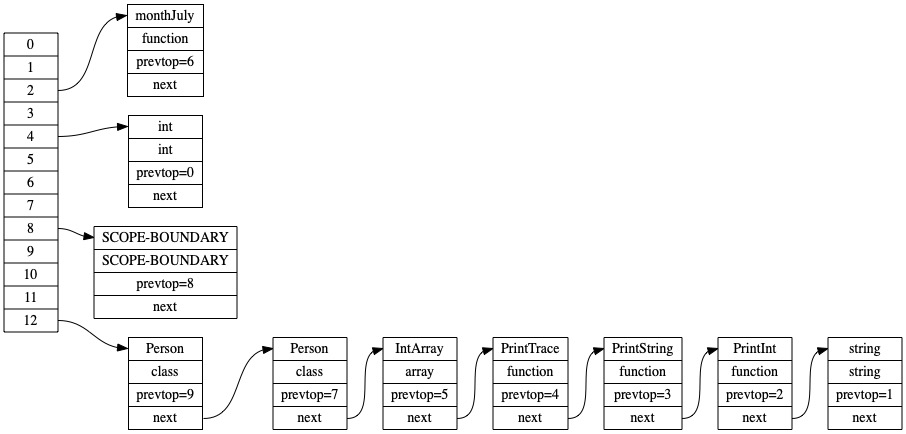 0
1
2
3
4
5
6
7
8
9
10
11
12
monthJuly
function
prevtop=6
next
int
int
prevtop=0
next
SCOPE-BOUNDARY
SCOPE-BOUNDARY
prevtop=8
next
Person
class
prevtop=9
next
Person
class
prevtop=7
next
IntArray
array
prevtop=5
next
PrintTrace
function
prevtop=4
next
PrintString
function
prevtop=3
next
PrintInt
function
prevtop=2
next
string
string
prevtop=1
next